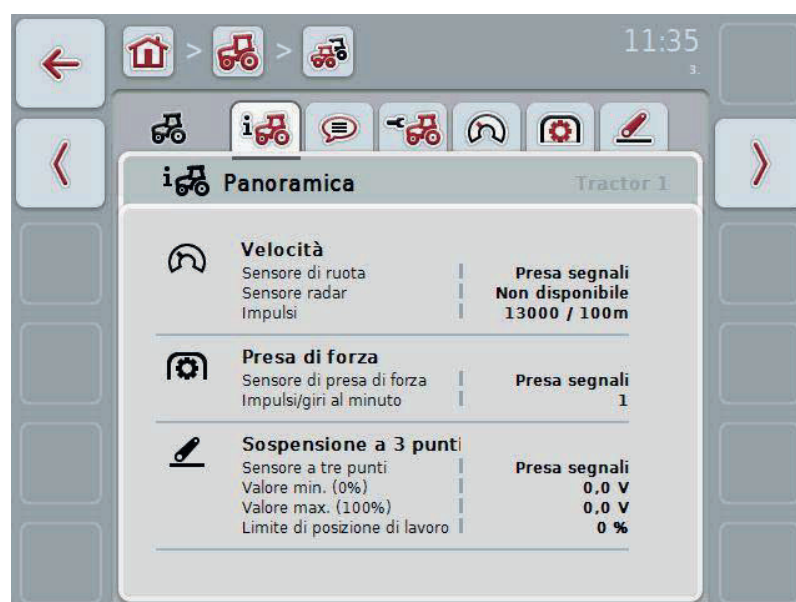 > >
11:35
3.
i
i Panoramica Tractor 1
Velocità
Sensore di ruota Presa segnali
Sensore radar Non disponibile
Impulsi 13000 / 100m
Presa di forza
Sensore di presa di forza Presa segnali
Impulsi/giri al minuto 1
Sospensione a 3 punti
Sensore a tre punti Presa segnali
Valore min. (0%) 0,0 V
Valore max. (100%) 0,0 V
Limite di posizione di lavoro 0 %